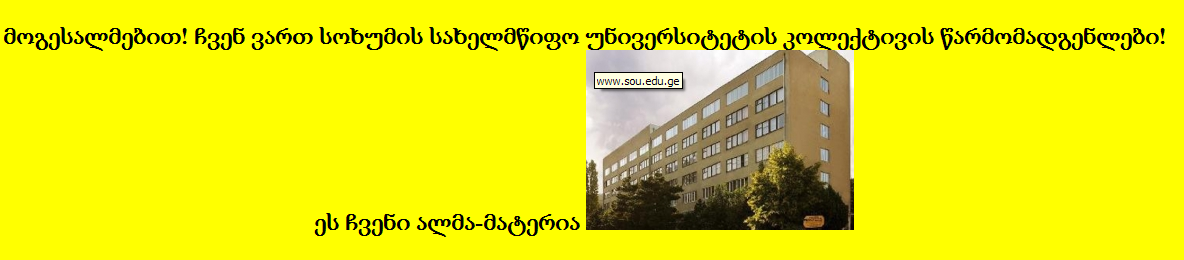 მოგესალმებით! ჩვენ ვართ სოხუმის სახელმწიფო უნივერსიტეტის კოლექტივის წარმომადგენლები!
www.sou.edu.ge
ეს ჩვენი ალმა-მატერია